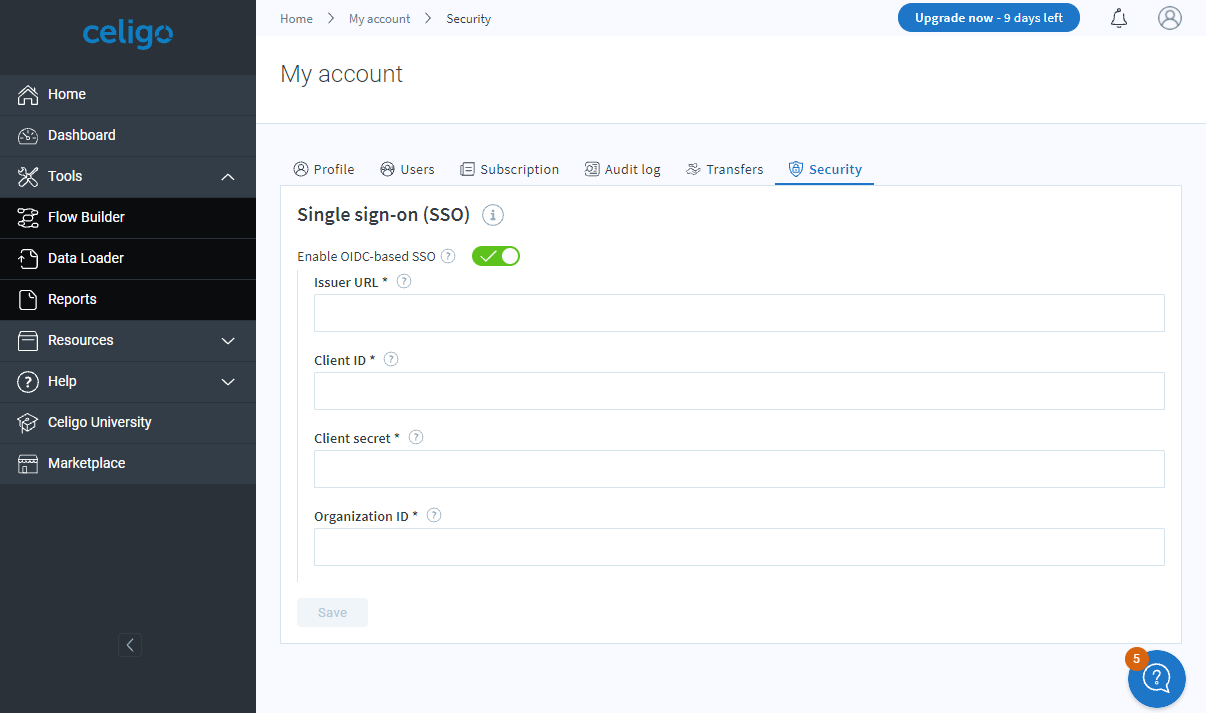 celigo
Home
Dashboard
Tools
Flow Builder
Data Loader
Reports
Resources
Help
Celigo University
Marketplace
Home > My account > Security
Upgrade now - 9 days left
My account
Profile Users Subscription Audit log Transfers Security
Single sign-on (SSO)
Enable OIDC-based SSO
Issuer URL *
Client ID *
Client secret *
Organization ID *
Save
5